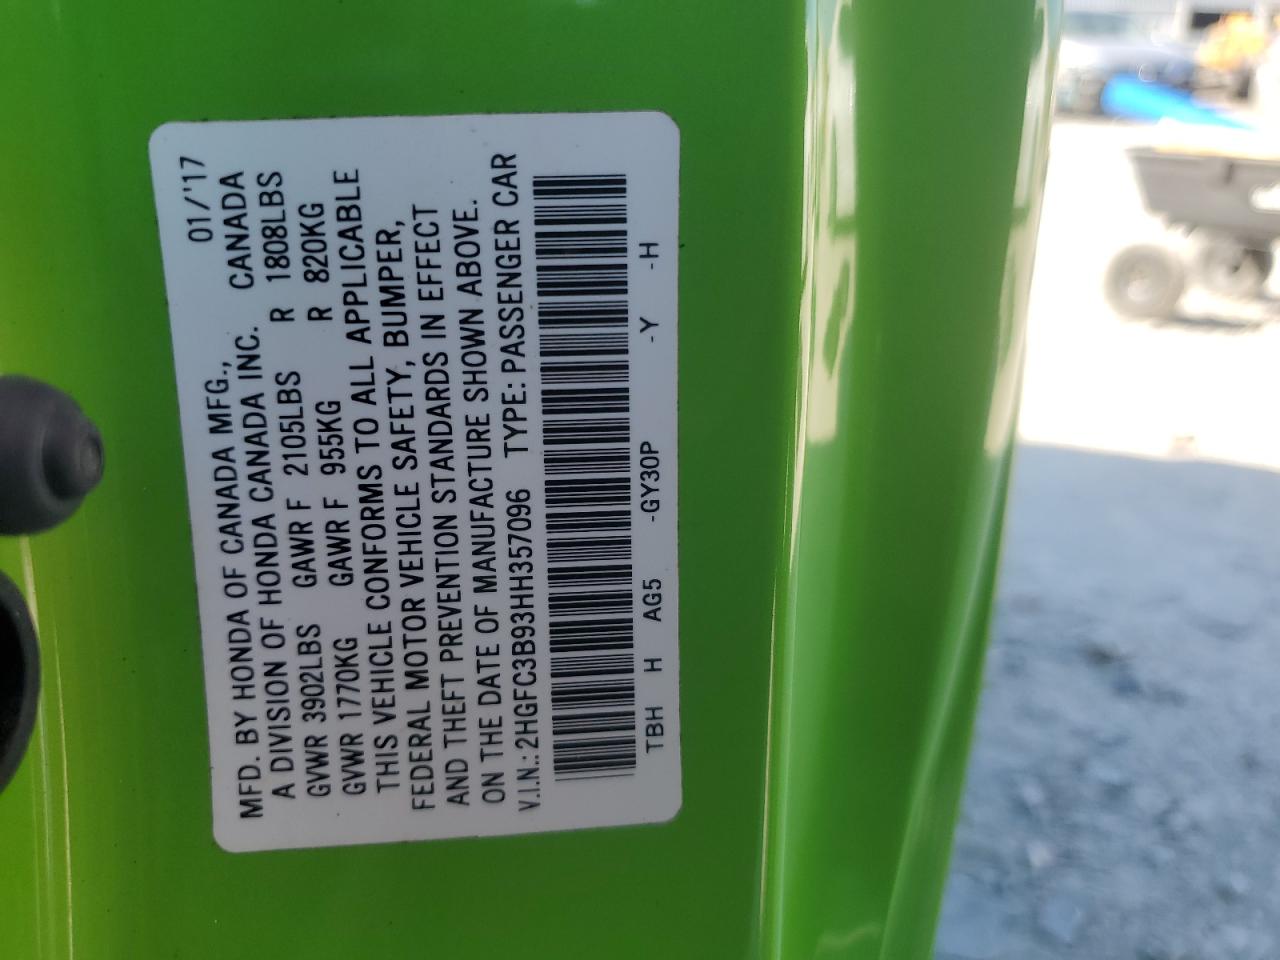 MFD. BY HONDA OF CANADA MFG., 01/'17
A DIVISION OF HONDA CANADA INC. CANADA
GVWR 3902LBS GAWR F 2105LBS R 1808LBS
GVWR 1770KG GAWR F 955KG R 820KG
THIS VEHICLE CONFORMS TO ALL APPLICABLE
FEDERAL MOTOR VEHICLE SAFETY, BUMPER,
AND THEFT PREVENTION STANDARDS IN EFFECT
ON THE DATE OF MANUFACTURE SHOWN ABOVE.
V.I.N.: 2HGFC3B93HH357096 TYPE: PASSENGER CAR
TBH H AG5 -GY30P -Y -H